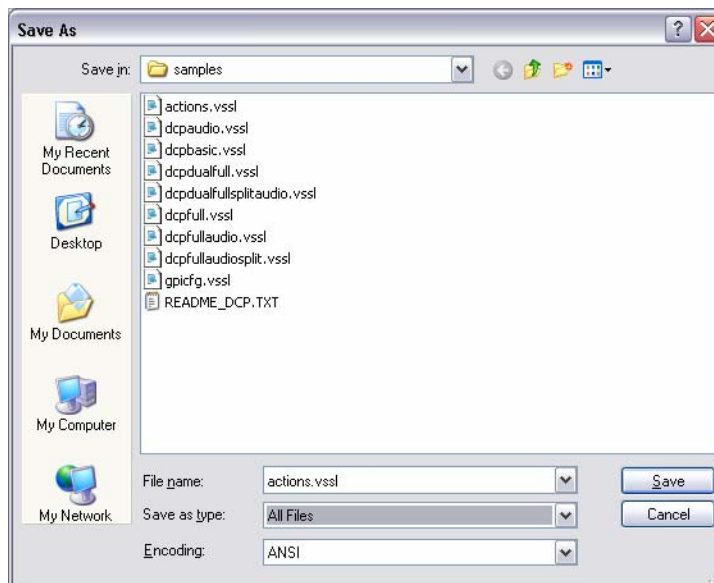 Save As
Save in:
samples
My Recent
Documents
Desktop
My Documents
My Computer
My Network
actions.vssl
dcpaudio.vssl
dcpbasic.vssl
dcpdualfull.vssl
dcpdualfullsplitaudio.vssl
dcpfull.vssl
dcpfullaudio.vssl
dcpfullaudiosplit.vssl
gpicfg.vssl
README_DCP.TXT
File name:
actions.vssl
Save
Save as type:
All Files
Cancel
Encoding:
ANSI